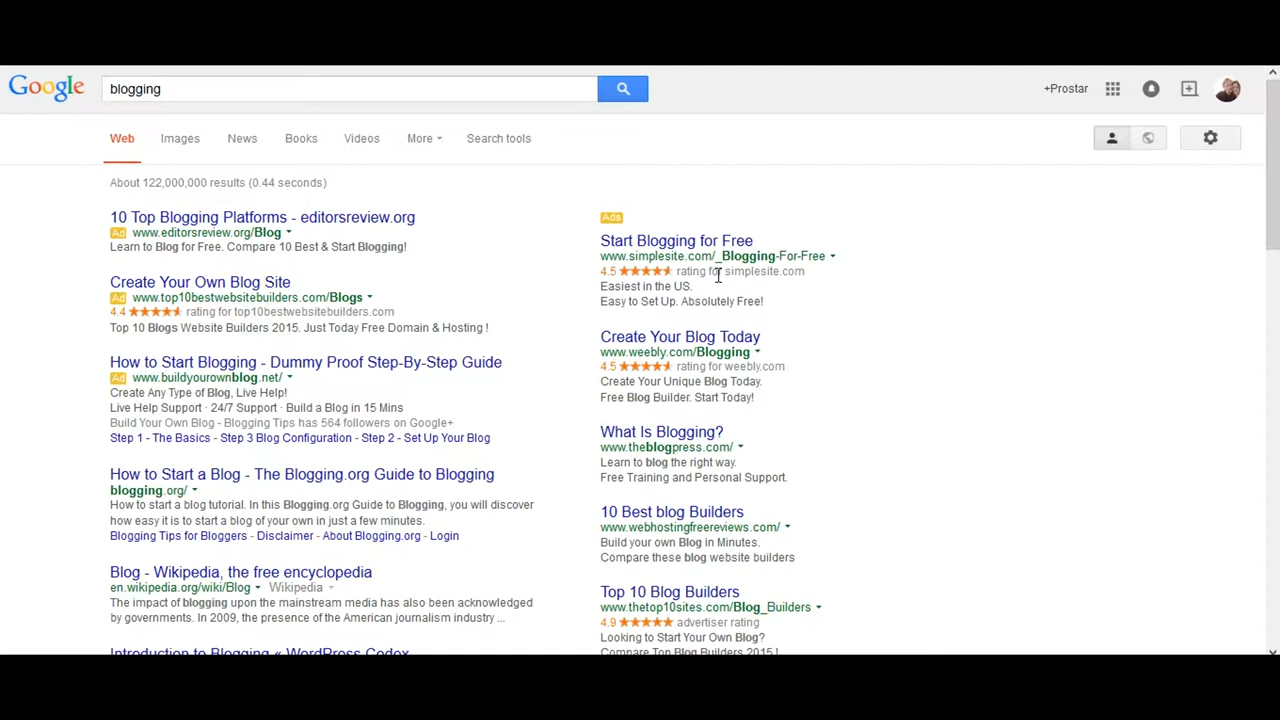 Google
blogging
+Prostar
Web Images News Books Videos More Search tools
About 122,000,000 results (0.44 seconds)
10 Top Blogging Platforms - editorsreview.org
Ad www.editorsreview.org/Blog
Learn to Blog for Free. Compare 10 Best & Start Blogging!
Create Your Own Blog Site
Ad www.top10bestwebsitebuilders.com/Blogs
4.4 rating for top10bestwebsitebuilders.com
Top 10 Blogs Website Builders 2015. Just Today Free Domain & Hosting !
How to Start Blogging - Dummy Proof Step-By-Step Guide
Ad www.buildyourownblog.net/
Create Any Type of Blog, Live Help!
Live Help Support · 24/7 Support · Build a Blog in 15 Mins
Build Your Own Blog - Blogging Tips has 564 followers on Google+
Step 1 - The Basics - Step 3 Blog Configuration - Step 2 - Set Up Your Blog
How to Start a Blog - The Blogging.org Guide to Blogging
blogging.org/
How to start a blog tutorial. In this Blogging.org Guide to Blogging, you will discover
how easy it is to start a blog of your own in just a few minutes.
Blogging Tips for Bloggers - Disclaimer - About Blogging.org - Login
Blog - Wikipedia, the free encyclopedia
en.wikipedia.org/wiki/Blog Wikipedia
The impact of blogging upon the mainstream media has also been acknowledged
by governments. In 2009, the presence of the American journalism industry ...
Introduction to Blogging « WordPress Codex
Ads
Start Blogging for Free
www.simplesite.com/_Blogging-For-Free
4.5 rating for simplesite.com
Easiest in the US.
Easy to Set Up. Absolutely Free!
Create Your Blog Today
www.weebly.com/Blogging
4.5 rating for weebly.com
Create Your Unique Blog Today.
Free Blog Builder. Start Today!
What Is Blogging?
www.theblogpress.com/
Learn to blog the right way.
Free Training and Personal Support.
10 Best blog Builders
www.webhostingfreereviews.com/
Build your own Blog in Minutes.
Compare these blog website builders
Top 10 Blog Builders
www.thetop10sites.com/Blog_Builders
4.9 advertiser rating
Looking to Start Your Own Blog?
Compare Top Blog Builders 2015 !